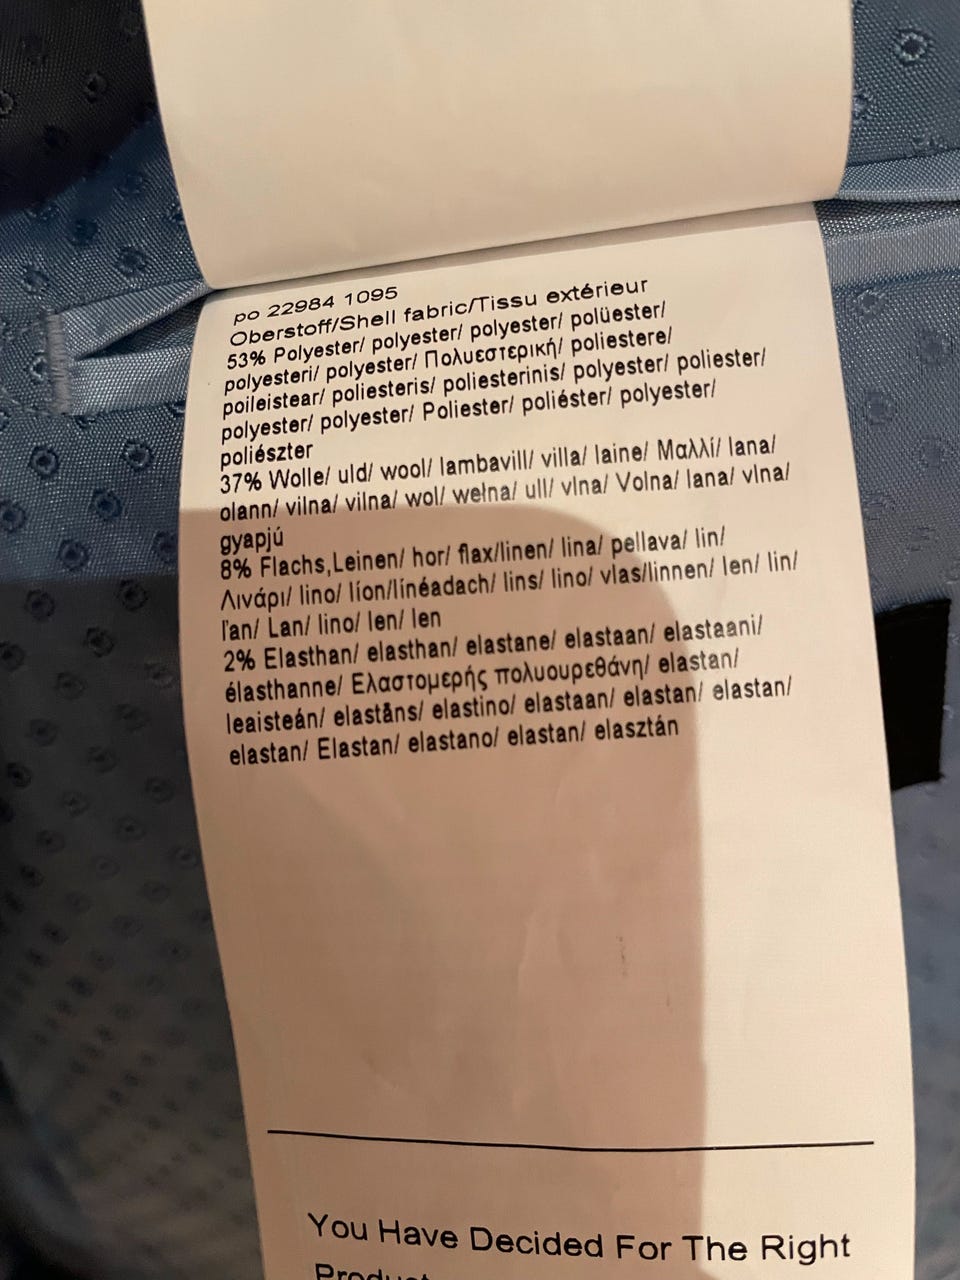 po 22984 1095
Oberstoff/Shell fabric/Tissu extérieur
53% Polyester/ polyester/ polyester/ polüester/
polyesteri/ polyester/ Πολυεστερική/ poliestere/
poileistear/ poliesteris/ poliesterinis/ polyester/ poliester/
polyester/ polyester/ Poliester/ poliéster/ polyester/
poliészter
37% Wolle/ uld/ wool/ lambavill/ villa/ laine/ Μαλλί/ lana/
olann/ vilna/ vilna/ wol/ wełna/ ull/ vlna/ Volna/ lana/ vlna/
gyapjú
8% Flachs,Leinen/ hor/ flax/linen/ lina/ pellava/ lin/
Λινάρι/ lino/ líon/línéadach/ lins/ lino/ vlas/linnen/ len/ lin/
ľan/ Lan/ lino/ len/ len
2% Elasthan/ elasthan/ elastane/ elastaan/ elastaani/
élasthanne/ Ελαστομερής πολυουρεθάνη/ elastan/
leaisteán/ elastāns/ elastino/ elastaan/ elastan/ elastan/
elastan/ Elastan/ elastano/ elastan/ elasztán
You Have Decided For The Right
Product